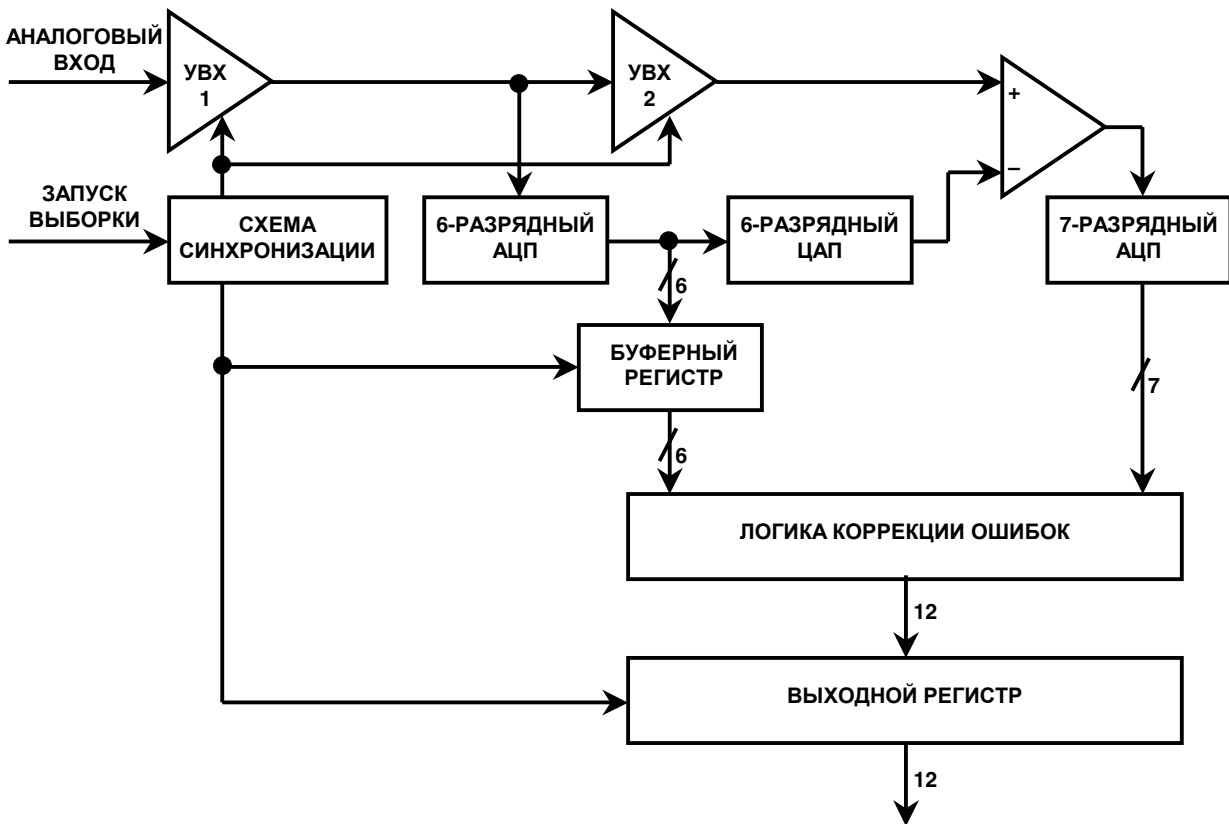 АНАЛОГОВЫЙ
ВХОД
УВХ
1
УВХ
2
+
–
ЗАПУСК
ВЫБОРКИ
СХЕМА
СИНХРОНИЗАЦИИ
6-РАЗРЯДНЫЙ
АЦП
6-РАЗРЯДНЫЙ
ЦАП
7-РАЗРЯДНЫЙ
АЦП
6
БУФЕРНЫЙ
РЕГИСТР
7
6
ЛОГИКА КОРРЕКЦИИ ОШИБОК
12
ВЫХОДНОЙ РЕГИСТР
12